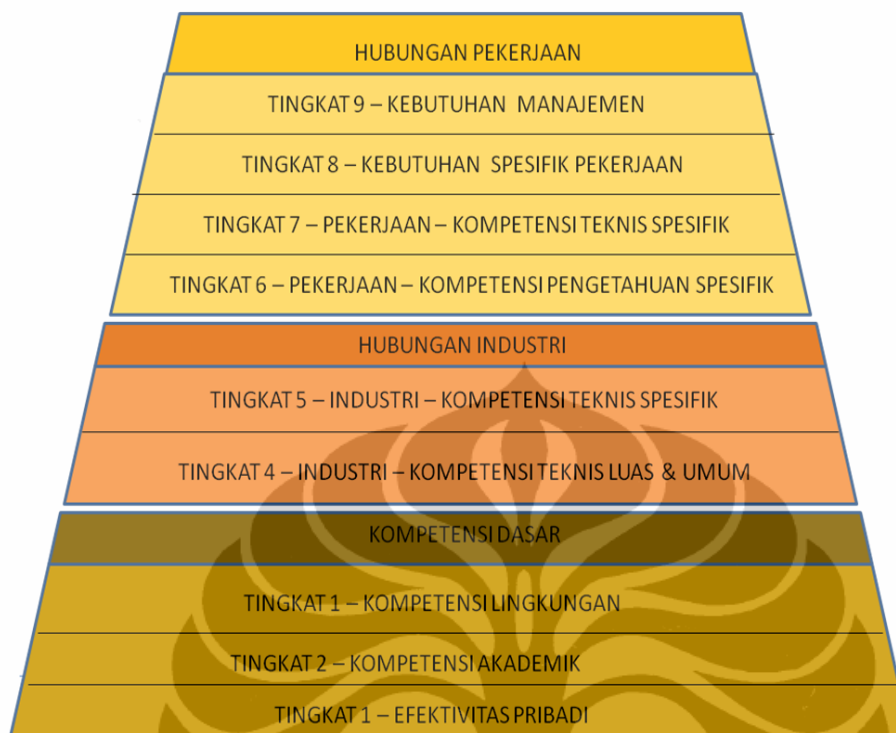 HUBUNGAN PEKERJAAN
TINGKAT 9 – KEBUTUHAN MANAJEMEN
TINGKAT 8 – KEBUTUHAN SPESIFIK PEKERJAAN
TINGKAT 7 – PEKERJAAN – KOMPETENSI TEKNIS SPESIFIK
TINGKAT 6 – PEKERJAAN – KOMPETENSI PENGETAHUAN SPESIFIK
HUBUNGAN INDUSTRI
TINGKAT 5 – INDUSTRI – KOMPETENSI TEKNIS SPESIFIK
TINGKAT 4 – INDUSTRI – KOMPETENSI TEKNIS LUAS & UMUM
KOMPETENSI DASAR
TINGKAT 1 – KOMPETENSI LINGKUNGAN
TINGKAT 2 – KOMPETENSI AKADEMIK
TINGKAT 1 – EFEKTIVITAS PRIBADI